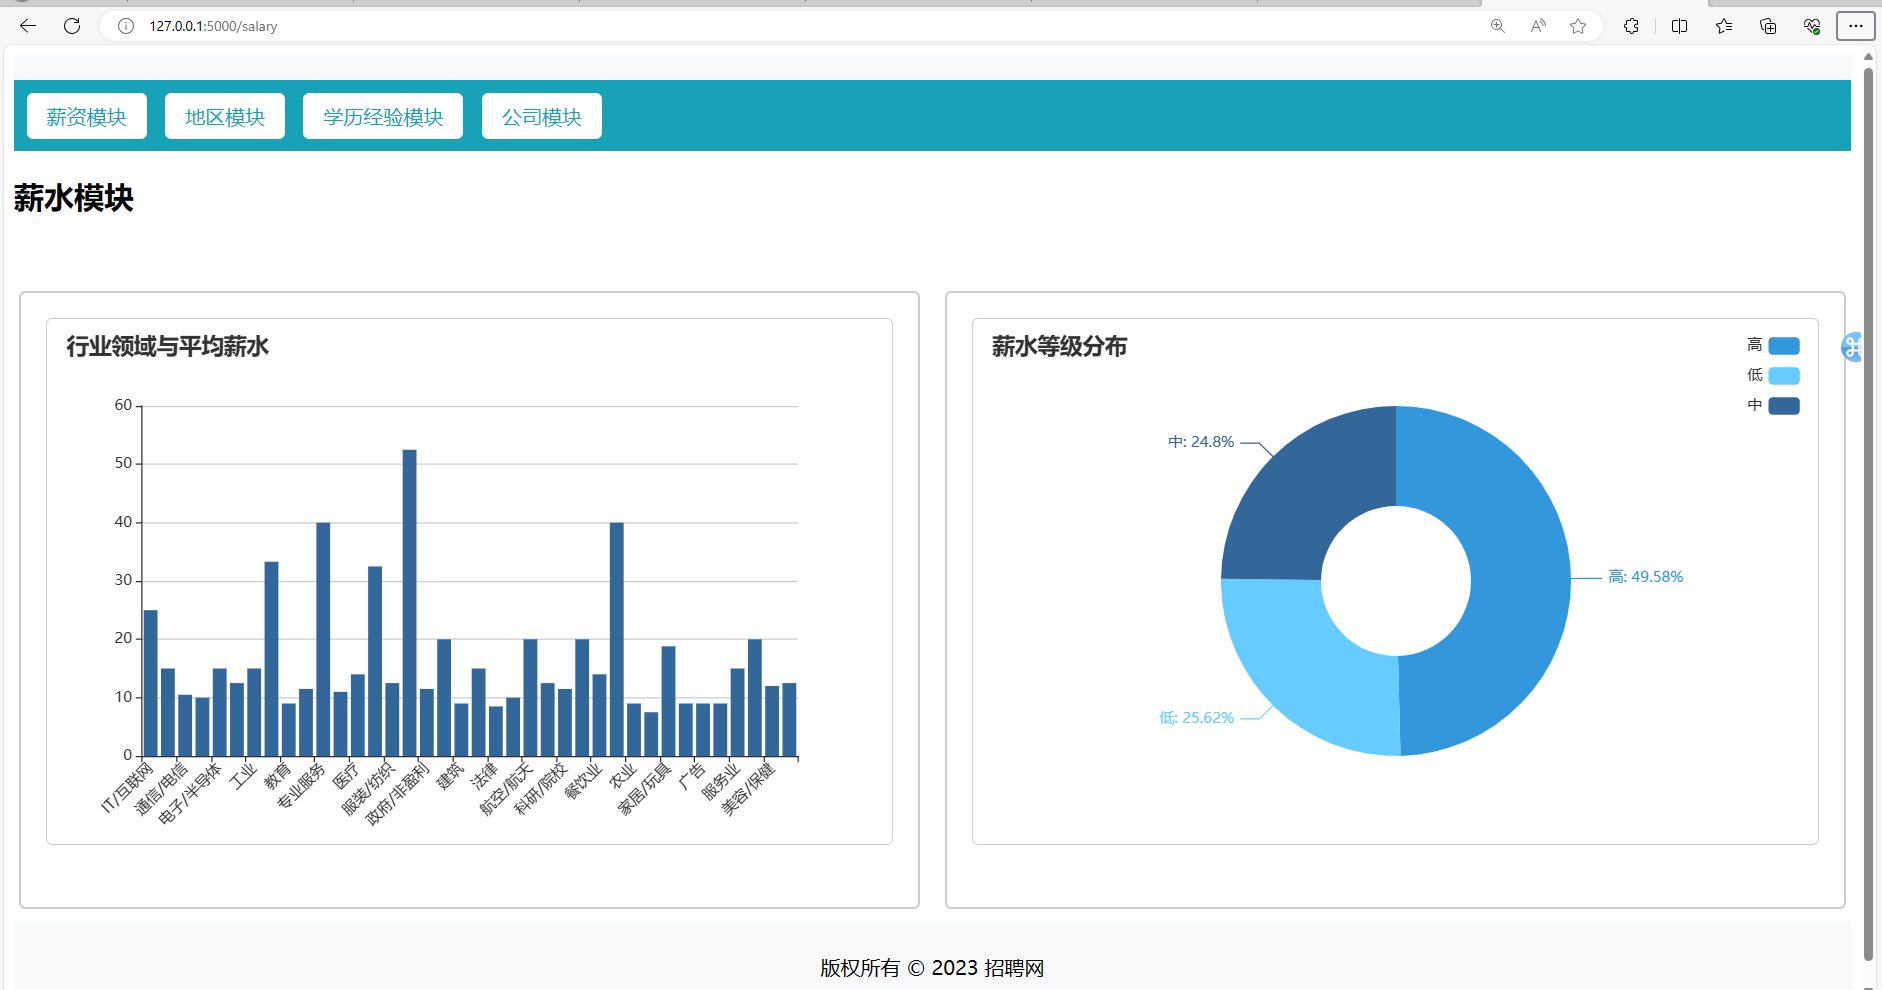 127.0.0.1:5000/salary
薪资模块
地区模块
学历经验模块
公司模块
薪水模块
行业领域与平均薪水
60
50
40
30
20
10
0
IT/互联网
通信/电信
电子/半导体
工业
教育
专业服务
医疗
服装/纺织
政府/非盈利
建筑
法律
航空/航天
科研/院校
餐饮业
农业
家居/玩具
广告
服务业
美容/保健
薪水等级分布
高
低
中
中: 24.8%
高: 49.58%
低: 25.62%
版权所有 © 2023 招聘网